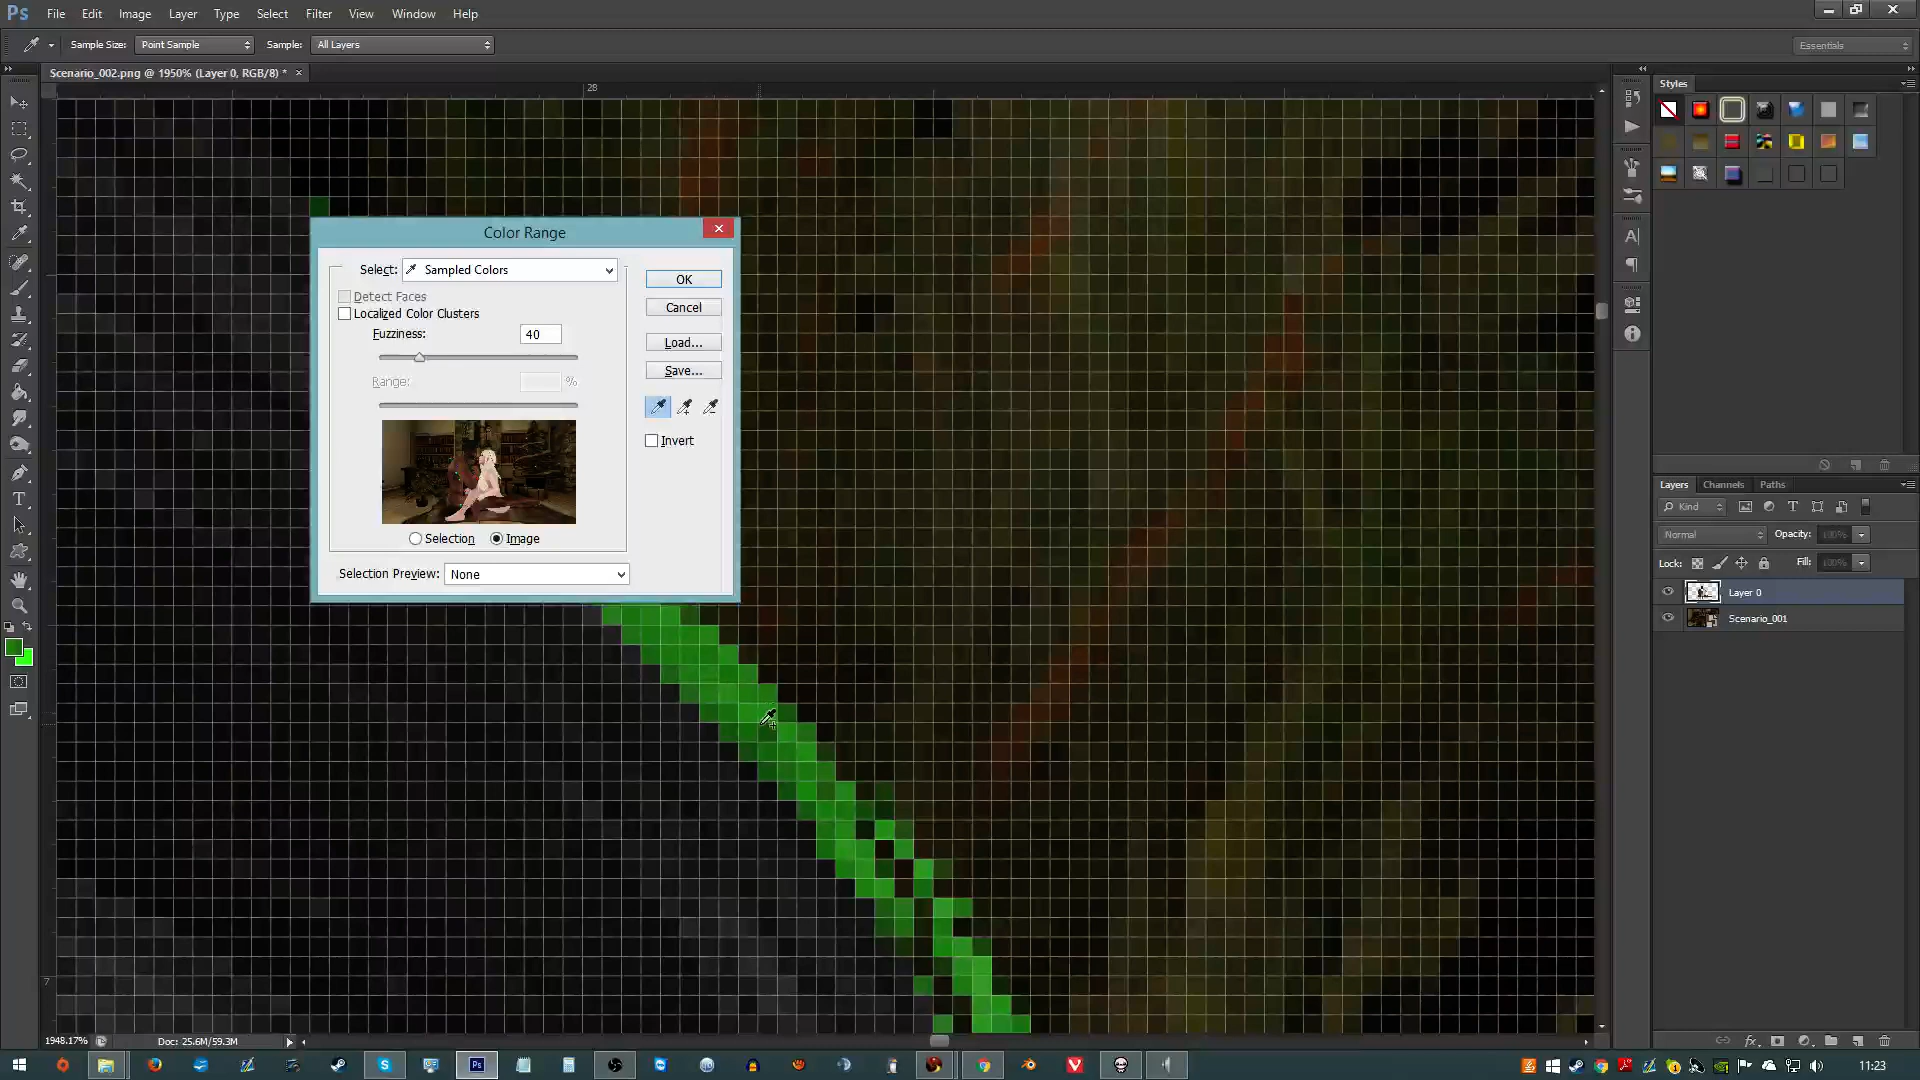 Ps File Edit Image Layer Type Select Filter View Window Help
Sample Size: Point Sample Sample: All Layers Essentials
Scenario_002.png @ 1950% (Layer 0, RGB/8) * ×
28
7
Color Range
Select: Sampled Colors
Detect Faces
Localized Color Clusters
Fuzziness: 40
Range: %
Selection Image
Selection Preview: None
OK
Cancel
Load...
Save...
Invert
Styles
Layers Channels Paths
Kind
Normal Opacity: 100%
Lock: Fill: 100%
Layer 0
Scenario_001
1948.17% Doc: 25.6M/59.3M
11:23